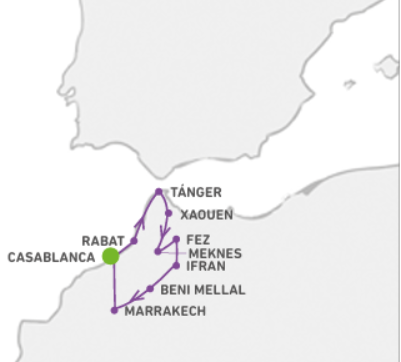 TÁNGER
XAOUEN
RABAT
FEZ
CASABLANCA
MEKNES
IFRAN
BENI MELLAL
MARRAKECH